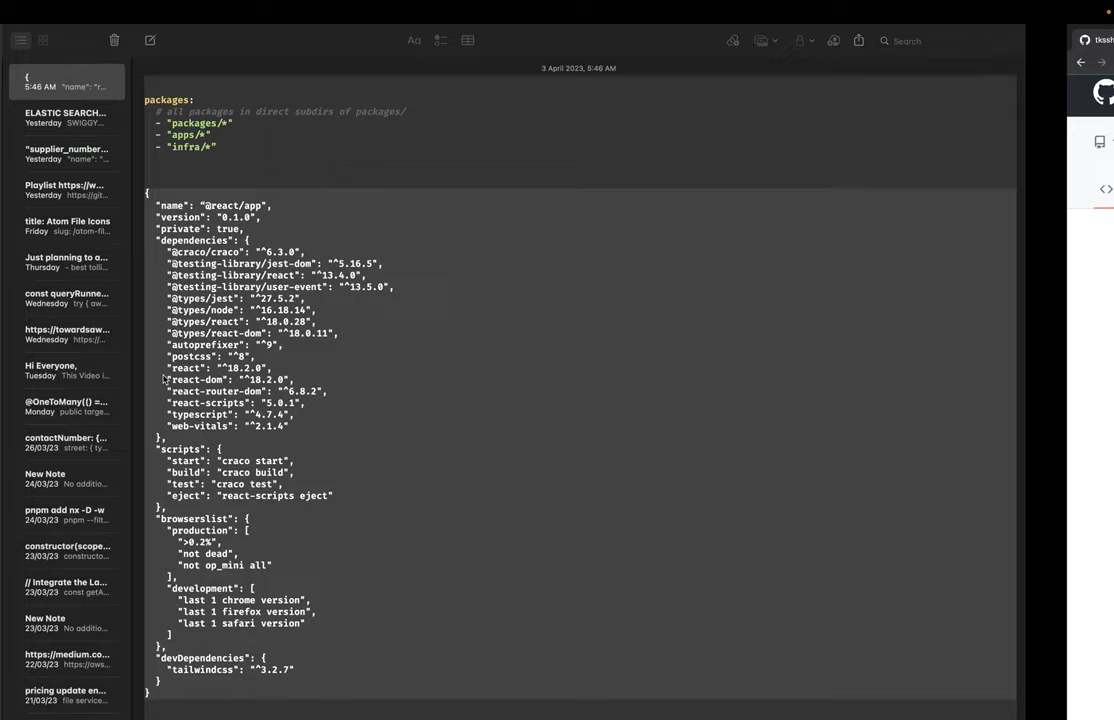 Aa
Search
3 April 2023, 5:46 AM
{
5:46 AM "name": "r...
ELASTIC SEARCH...
Yesterday SWIGGY...
"supplier_number...
Yesterday "name": "...
Playlist https://w...
Yesterday https://git...
title: Atom File Icons
Friday slug: /atom-fil...
Just planning to a...
Thursday - best tolli...
const queryRunne...
Wednesday try { aw...
https://towardsaw...
Wednesday https://...
Hi Everyone,
Tuesday This Video i...
@OneToMany(() =...
Monday public targe...
contactNumber: {...
26/03/23 street: { ty...
New Note
24/03/23 No additio...
pnpm add nx -D -w
24/03/23 pnpm --filt...
constructor(scope...
23/03/23 constructo...
// Integrate the La...
23/03/23 const getA...
New Note
23/03/23 No additio...
https://medium.co...
22/03/23 https://aws...
pricing update en...
21/03/23 file service...
packages:
# all packages in direct subdirs of packages/
- "packages/*"
- "apps/*"
- "infra/*”
{
"name": “@react/app",
"version": "0.1.0",
"private": true,
"dependencies": {
"@craco/craco": "^6.3.0",
"@testing-library/jest-dom": "^5.16.5",
"@testing-library/react": "^13.4.0",
"@testing-library/user-event": "^13.5.0",
"@types/jest": "^27.5.2",
"@types/node": "^16.18.14",
"@types/react": "^18.0.28",
"@types/react-dom": "^18.0.11",
"autoprefixer": "^9",
"postcss": "^8",
"react": "^18.2.0",
"react-dom": "^18.2.0",
"react-router-dom": "^6.8.2",
"react-scripts": "5.0.1",
"typescript": "^4.7.4",
"web-vitals": "^2.1.4"
},
"scripts": {
"start": "craco start",
"build": "craco build",
"test": "craco test",
"eject": "react-scripts eject"
},
"browserslist": {
"production": [
">0.2%",
"not dead",
"not op_mini all"
],
"development": [
"last 1 chrome version",
"last 1 firefox version",
"last 1 safari version"
]
},
"devDependencies": {
"tailwindcss": "^3.2.7"
}
}
tkssh